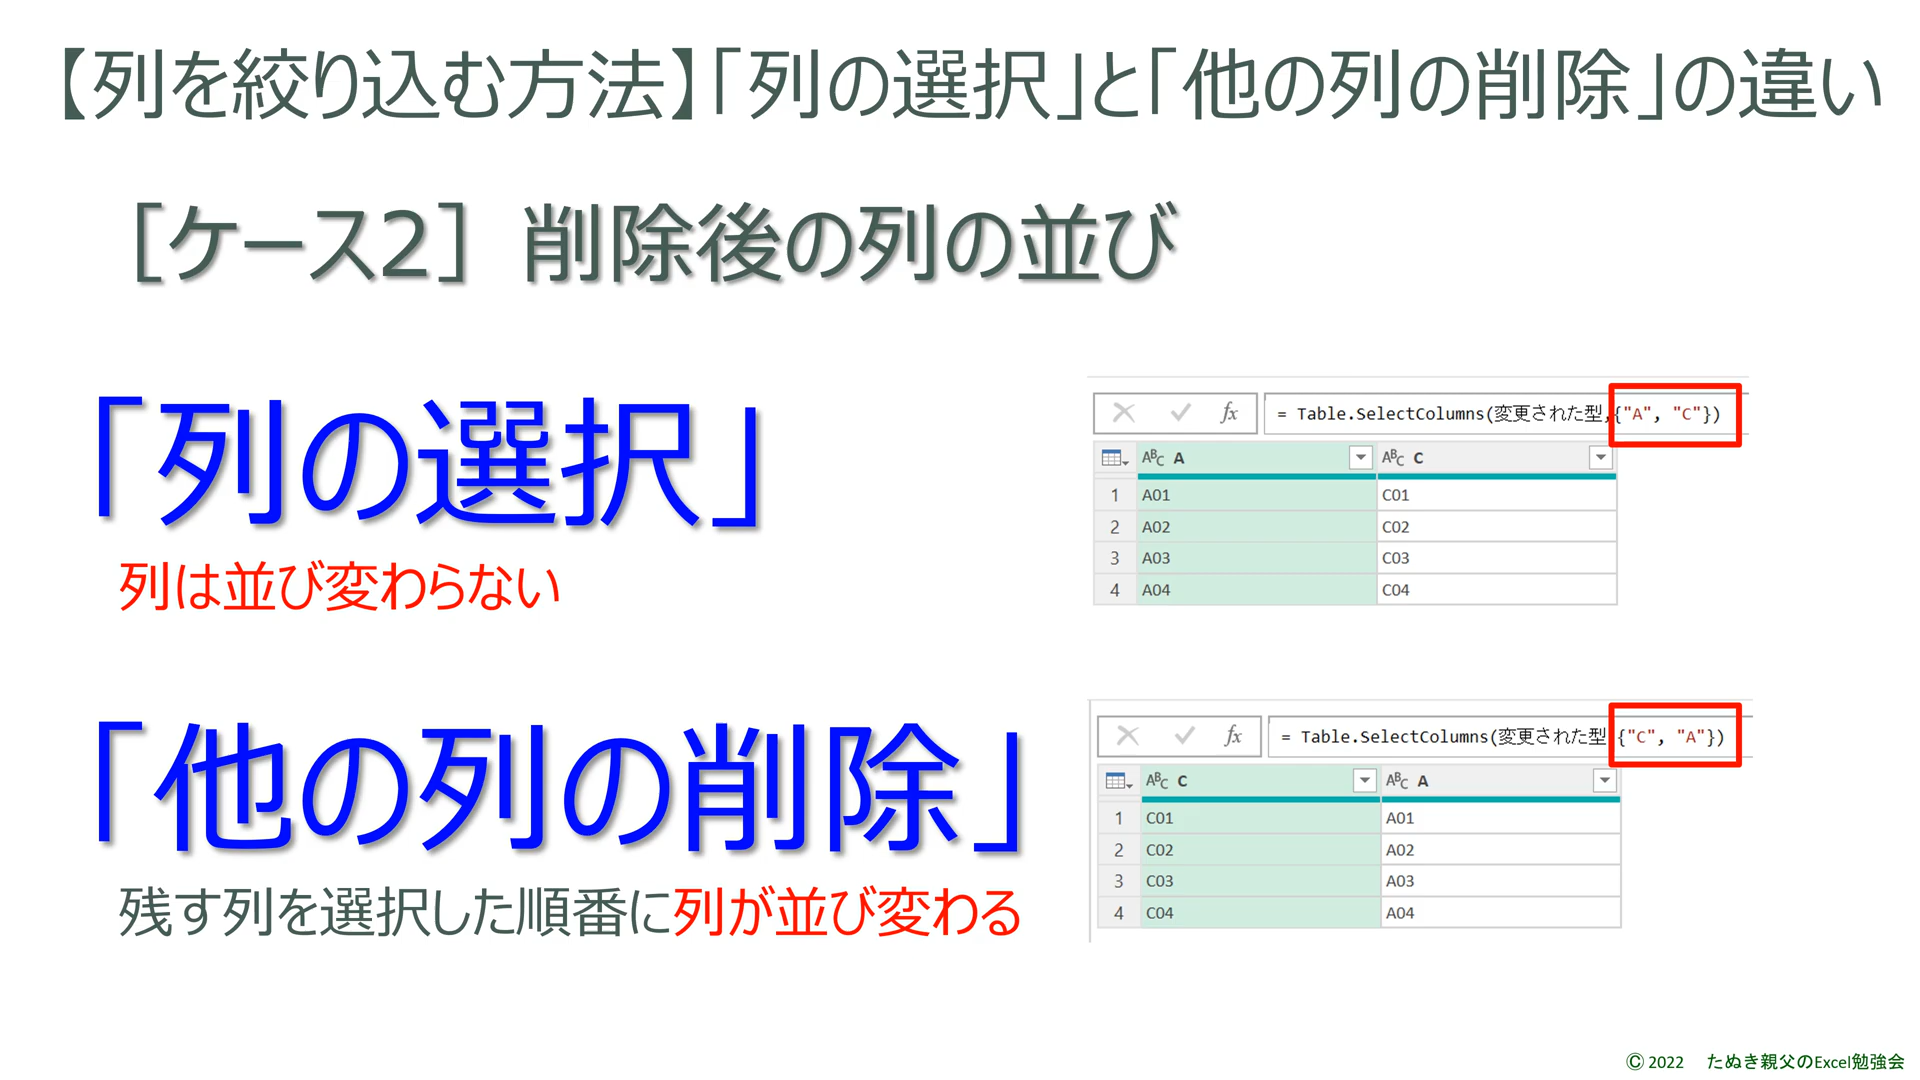 【列を絞り込む方法】「列の選択」と「他の列の削除」の違い
［ケース2］ 削除後の列の並び
「列の選択」
列は並び変わらない
fx = Table.SelectColumns(変更された型,{"A", "C"})
ABC A ABC C
1 A01 C01
2 A02 C02
3 A03 C03
4 A04 C04
「他の列の削除」
残す列を選択した順番に列が並び変わる
fx = Table.SelectColumns(変更された型,{"C", "A"})
ABC C ABC A
1 C01 A01
2 C02 A02
3 C03 A03
4 C04 A04
© 2022 たぬき親父のExcel勉強会